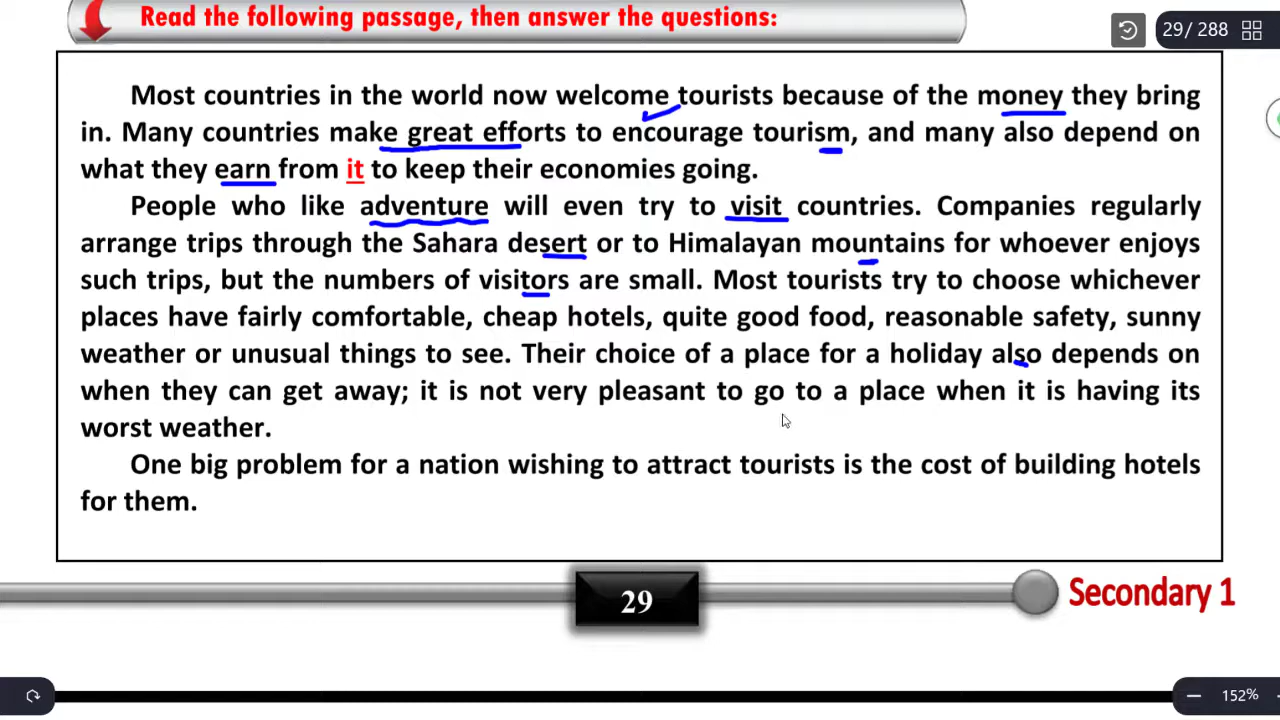 Read the following passage, then answer the questions:
29/ 288
Most countries in the world now welcome tourists because of the money they bring
in. Many countries make great efforts to encourage tourism, and many also depend on
what they earn from it to keep their economies going.
People who like adventure will even try to visit countries. Companies regularly
arrange trips through the Sahara desert or to Himalayan mountains for whoever enjoys
such trips, but the numbers of visitors are small. Most tourists try to choose whichever
places have fairly comfortable, cheap hotels, quite good food, reasonable safety, sunny
weather or unusual things to see. Their choice of a place for a holiday also depends on
when they can get away; it is not very pleasant to go to a place when it is having its
worst weather.
One big problem for a nation wishing to attract tourists is the cost of building hotels
for them.
29
Secondary 1
152%